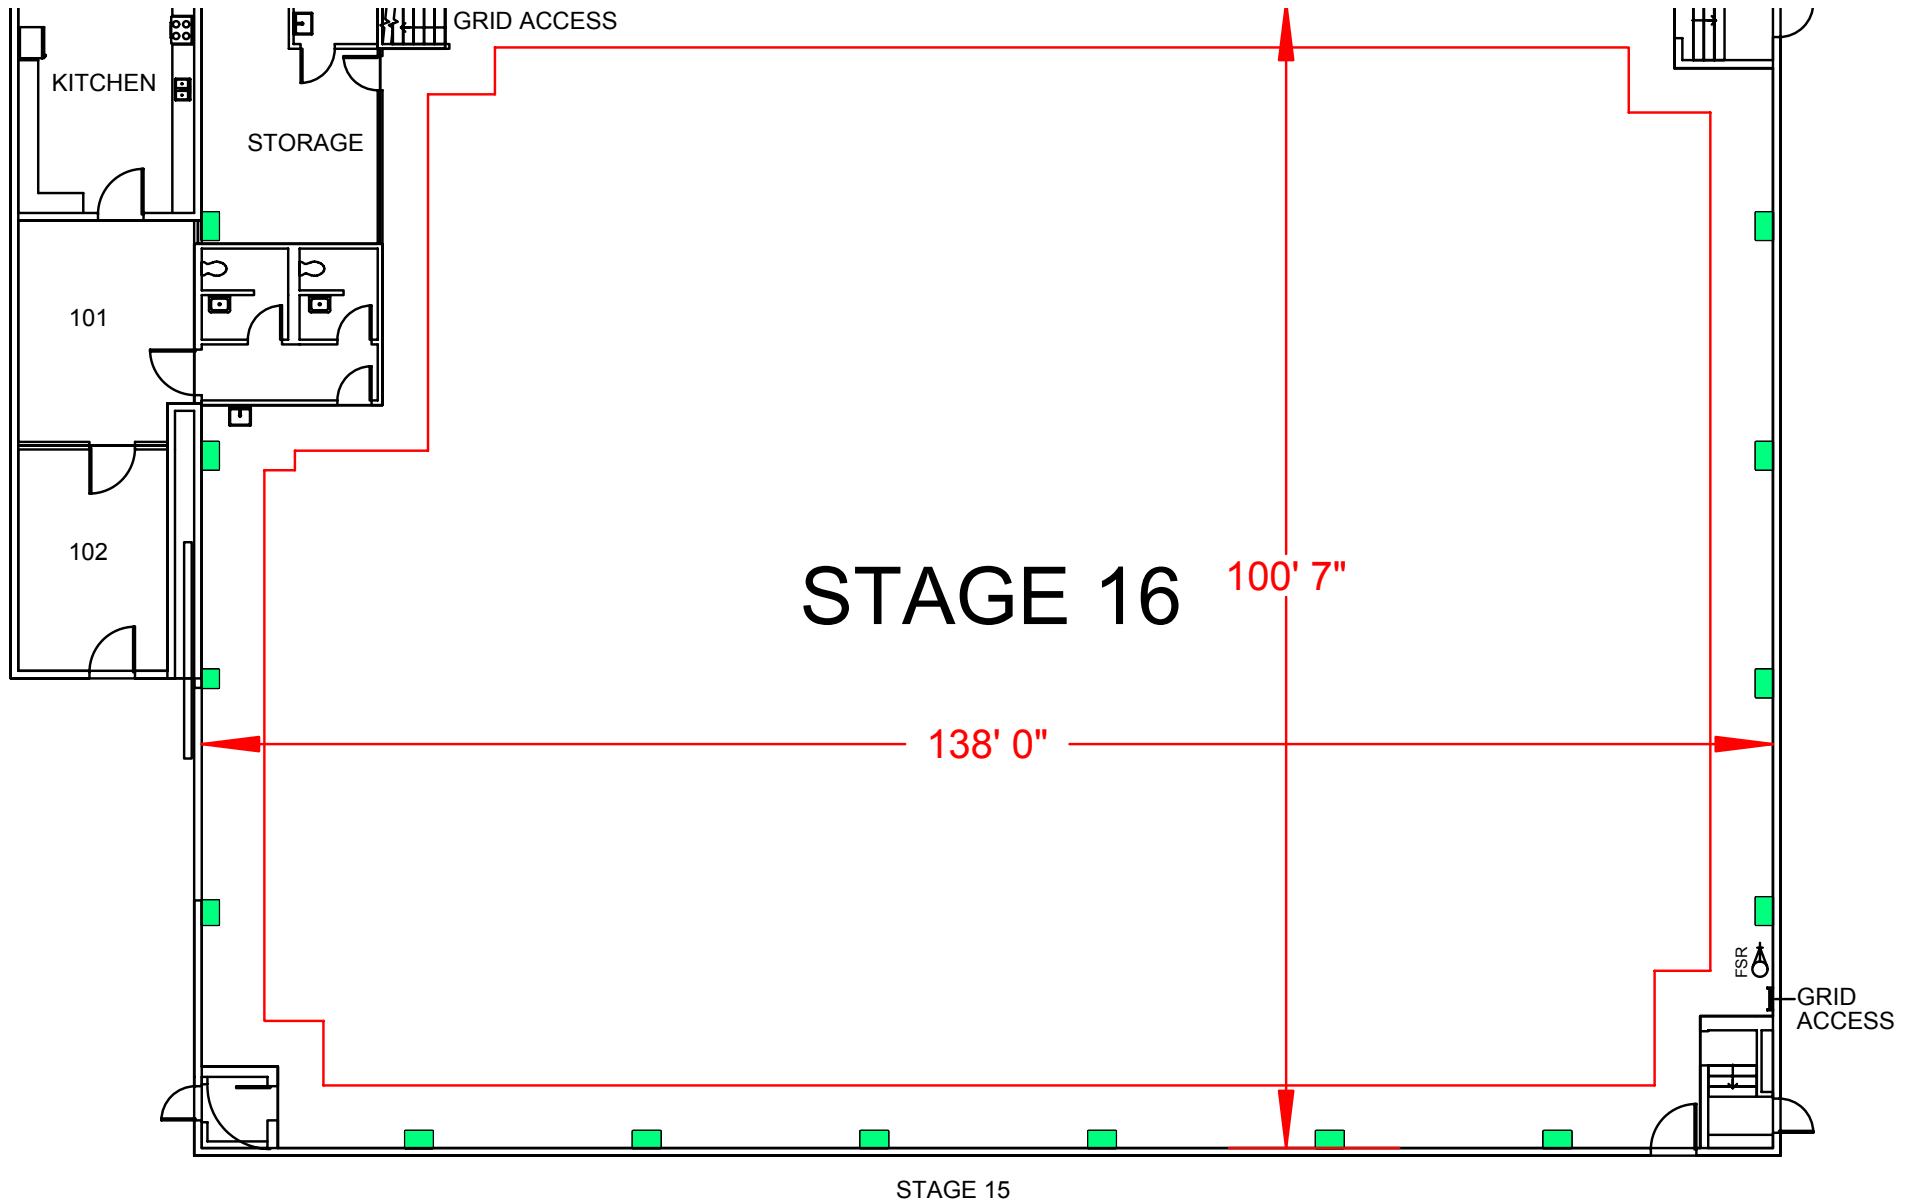 GRID ACCESS
KITCHEN
STORAGE
101
102
STAGE 16
100' 7"
138' 0"
FSR
GRID
ACCESS
STAGE 15